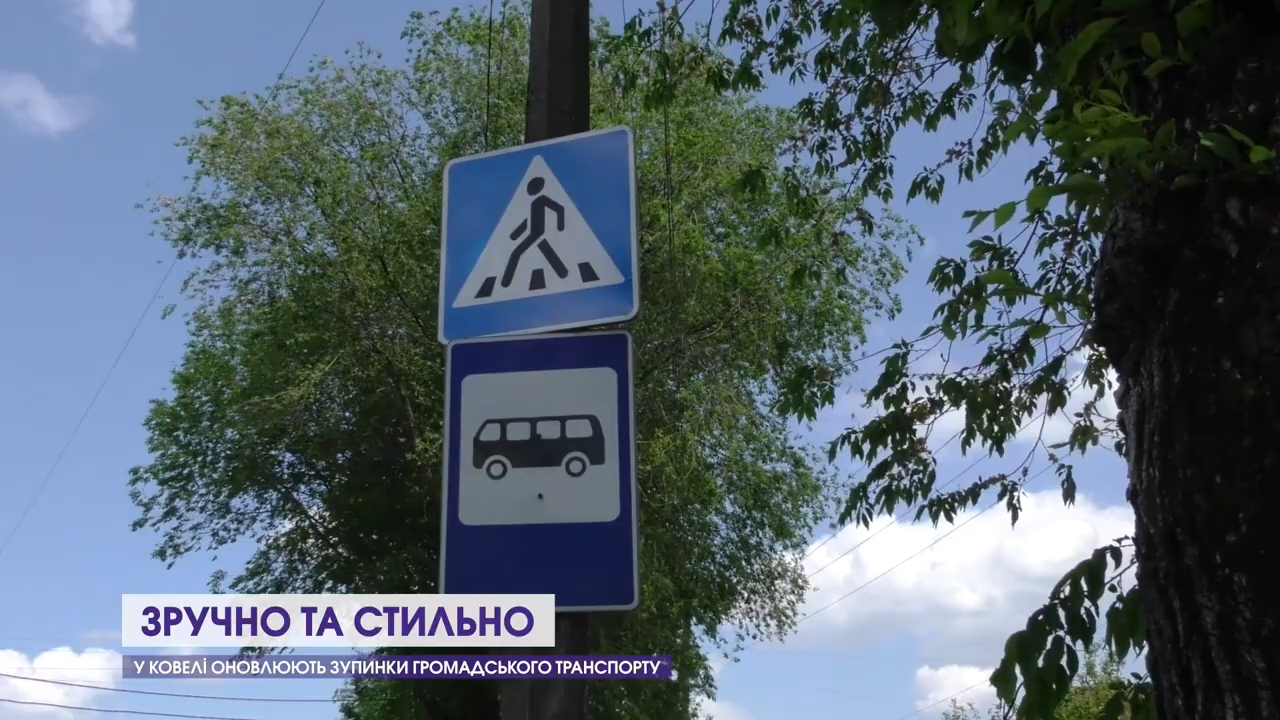 ЗРУЧНО ТА СТИЛЬНО
У КОВЕЛІ ОНОВЛЮЮТЬ ЗУПИНКИ ГРОМАДСЬКОГО ТРАНСПОРТУ